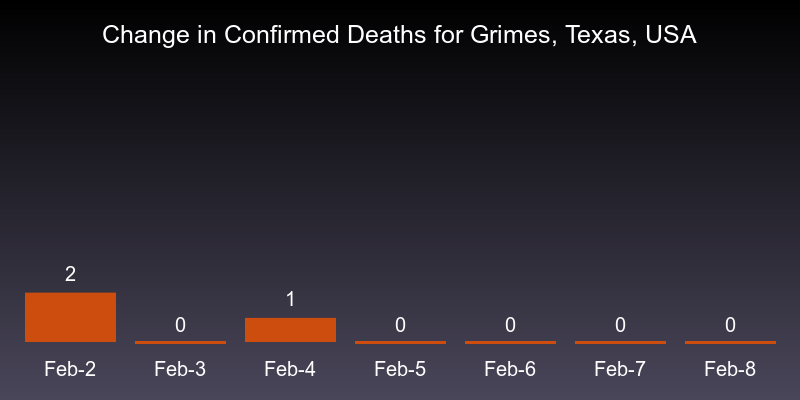 Change in Confirmed Deaths for Grimes, Texas, USA
2
0
1
0
0
0
0
Feb-2
Feb-3
Feb-4
Feb-5
Feb-6
Feb-7
Feb-8